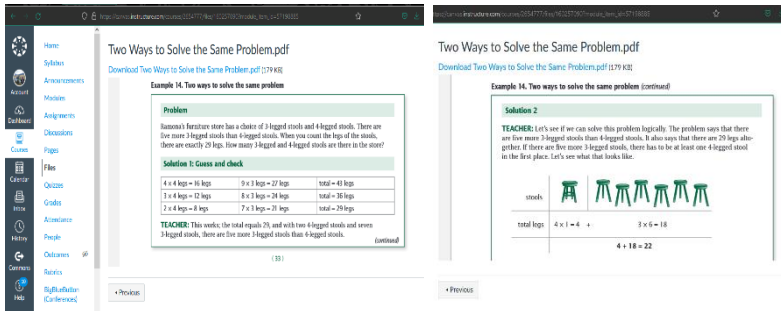 Home
Syllabus
Announcements
Modules
Assignments
Discussions
Pages
Files
Quizzes
Grades
Attendance
People
Outcomes
Rubrics
BigBlueButton
(Conferences)
Account
Dashboard
Courses
Calendar
Inbox
History
Commons
Help
Two Ways to Solve the Same Problem.pdf
Download Two Ways to Solve the Same Problem.pdf (179 KB)
Example 14. Two ways to solve the same problem
Problem
Ramona's furniture store has a choice of 3-legged stools and 4-legged stools. There are
five more 3-legged stools than 4-legged stools. When you count the legs of the stools,
there are exactly 29 legs. How many 3-legged and 4-legged stools are there in the store?
Solution 1: Guess and check
4 x 4 legs = 16 legs 9 x 3 legs = 27 legs total = 43 legs
3 x 4 legs = 12 legs 8 x 3 legs = 24 legs total = 36 legs
2 x 4 legs = 8 legs 7 x 3 legs = 21 legs total = 29 legs
TEACHER: This works; the total equals 29, and with two 4-legged stools and seven
3-legged stools, there are five more 3-legged stools than 4-legged stools.
(continued)
( 33 )
◂ Previous
Two Ways to Solve the Same Problem.pdf
Download Two Ways to Solve the Same Problem.pdf (179 KB)
Example 14. Two ways to solve the same problem (continued)
Solution 2
TEACHER: Let's see if we can solve this problem logically. The problem says that there
are five more 3-legged stools than 4-legged stools. It also says that there are 29 legs alto-
gether. If there are five more 3-legged stools, there has to be at least one 4-legged stool
in the first place. Let's see what that looks like.
stools
total legs 4 x 1 = 4 + 3 x 6 = 18
4 + 18 = 22
◂ Previous